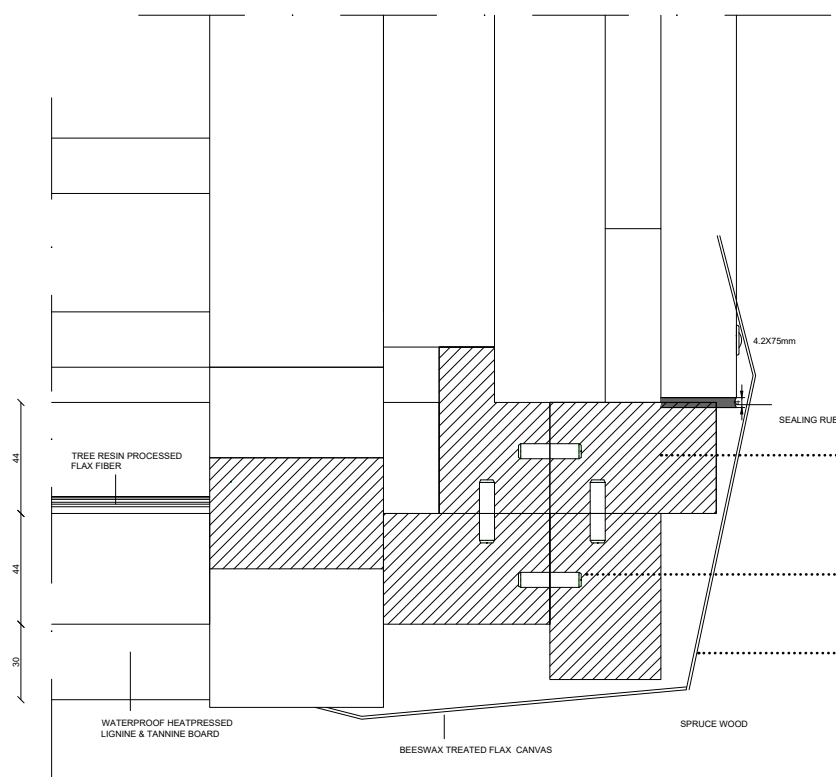 4.2X75mm
SEALING RUB
44
TREE RESIN PROCESSED
FLAX FIBER
44
30
WATERPROOF HEATPRESSED
LIGNINE & TANNINE BOARD
SPRUCE WOOD
BEESWAX TREATED FLAX CANVAS